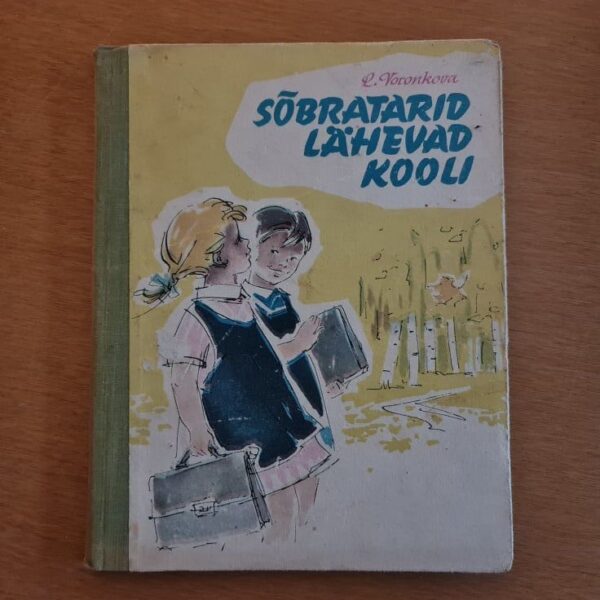 L. Voronkova
SÕBRATARID
LÄHEVAD
KOOLI